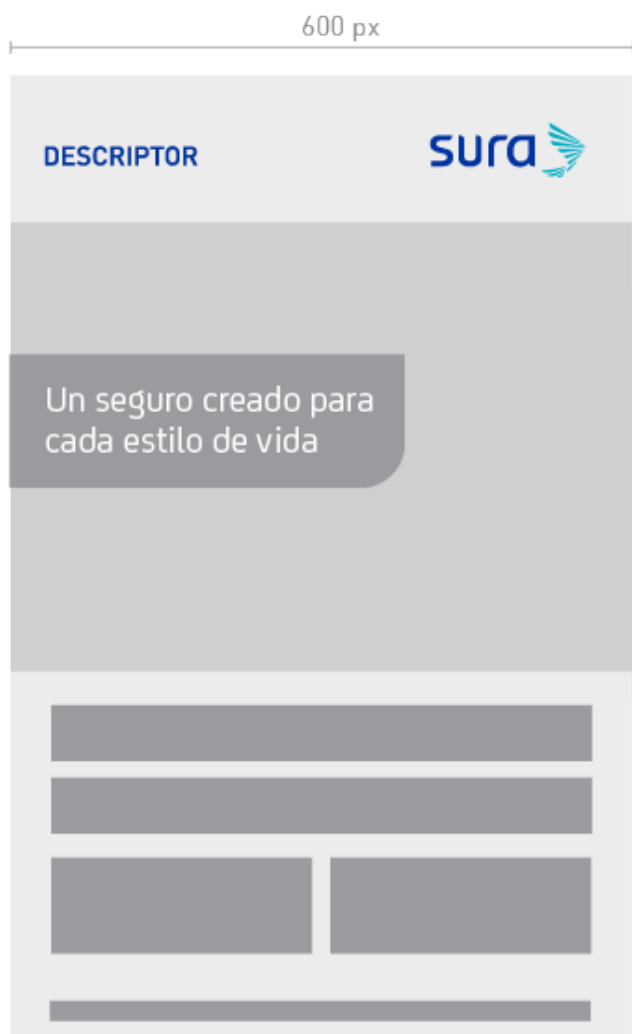 600 px
DESCRIPTOR
sura
Un seguro creado para
cada estilo de vida